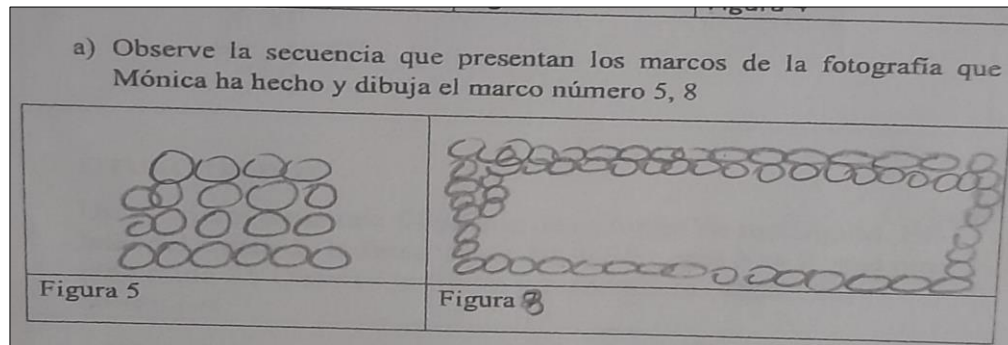 a) Observe la secuencia que presentan los marcos de la fotografía que
Mónica ha hecho y dibuja el marco número 5, 8
Figura 5
Figura 8